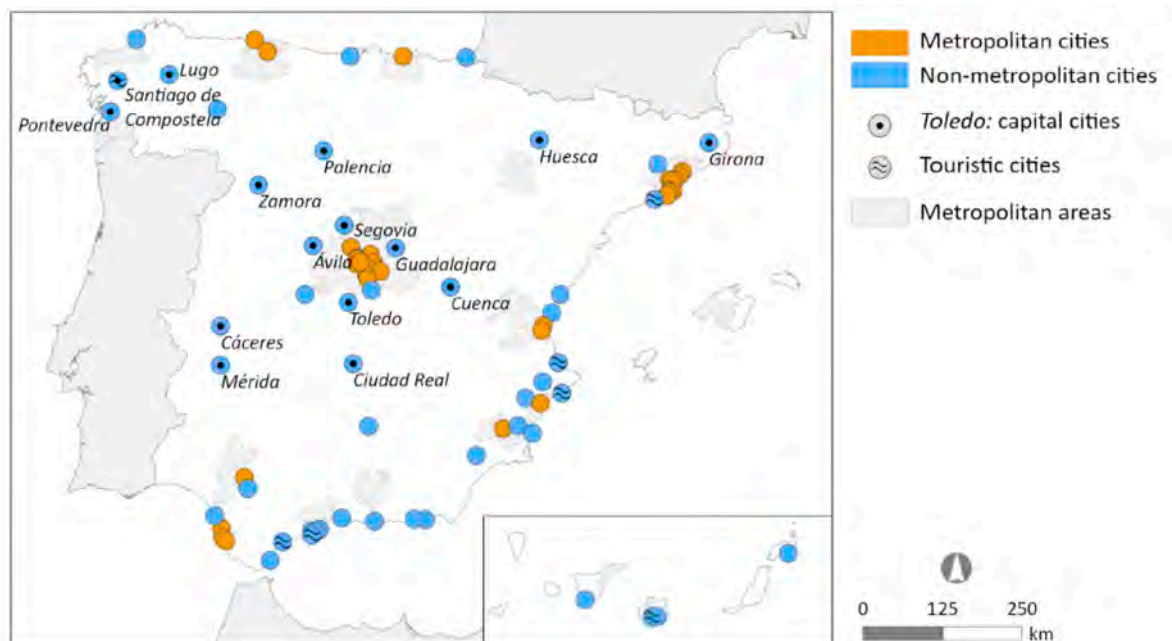 Lugo
Santiago de
Compostela
Pontevedra
Palencia
Zamora
Huesca
Girona
Segovia
Ávila
Guadalajara
Cuenca
Toledo
Cáceres
Mérida
Ciudad Real
Metropolitan cities
Non-metropolitan cities
Toledo: capital cities
Touristic cities
Metropolitan areas
0 125 250
km